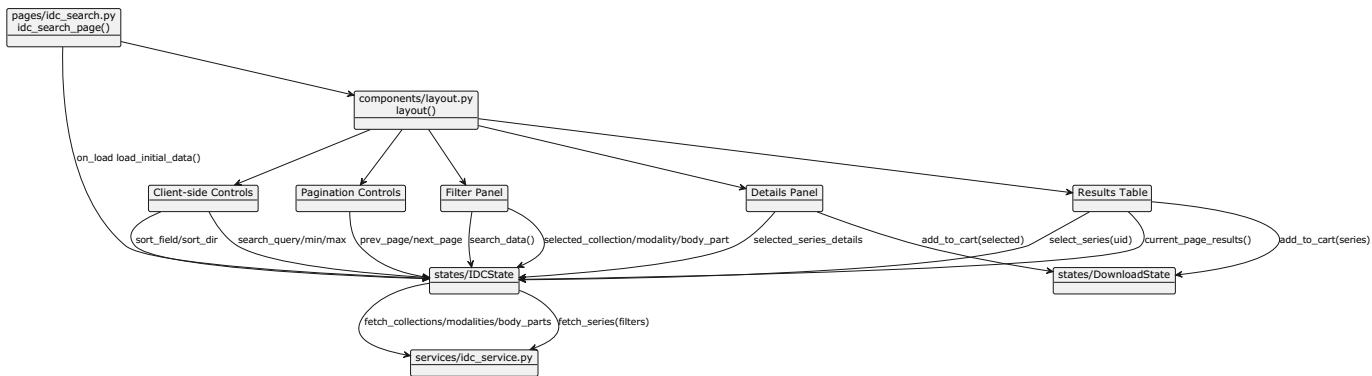 pages/idc_search.py
idc_search_page()
components/layout.py
layout()
on_load load_initial_data()
Client-side Controls
Pagination Controls
Filter Panel
Details Panel
Results Table
sort_field/sort_dir
search_query/min/max
prev_page/next_page
search_data()
selected_collection/modality/body_part
selected_series_details
add_to_cart(selected)
select_series(uid)
current_page_results()
add_to_cart(series)
states/IDCState
states/DownloadState
fetch_collections/modalities/body_parts
fetch_series(filters)
services/idc_service.py